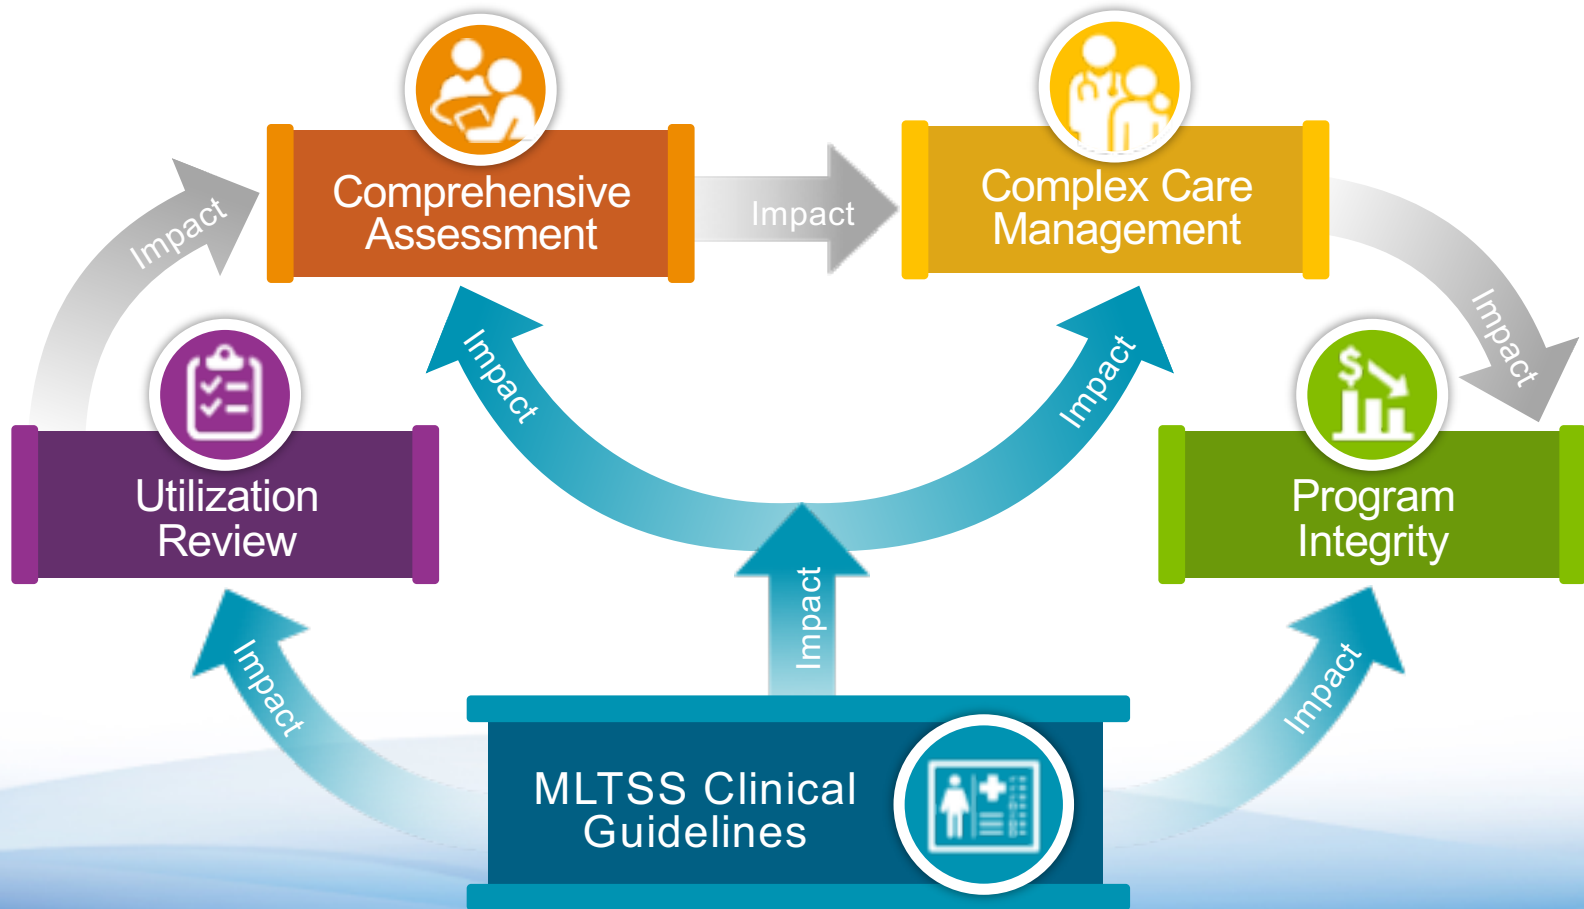 Comprehensive
Assessment
Impact
Complex Care
Management
Impact
Impact
Impact
Impact
Utilization
Review
Program
Integrity
Impact
Impact
Impact
MLTSS Clinical
Guidelines
$